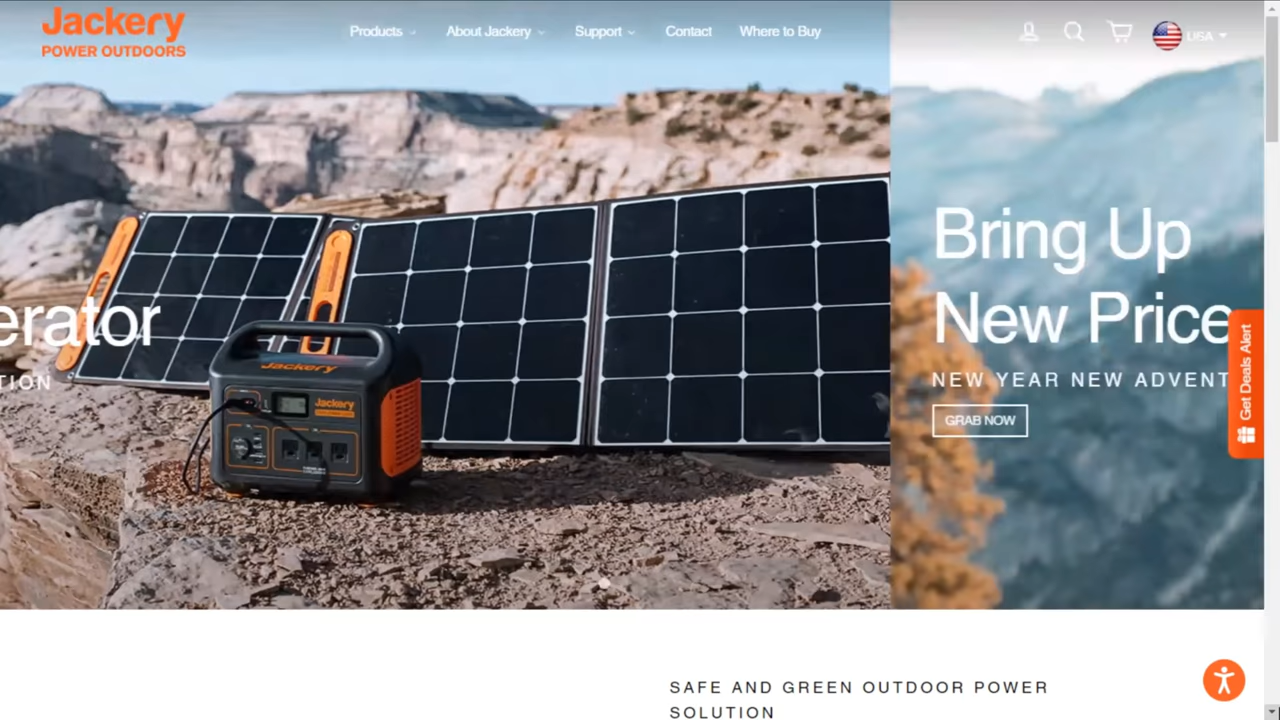 Jackery
POWER OUTDOORS
Products
About Jackery
Support
Contact
Where to Buy
USA
erator
TION
Jackery
Jackery
Bring Up
New Price
NEW YEAR NEW ADVENT
GRAB NOW
Get Deals Alert
SAFE AND GREEN OUTDOOR POWER
SOLUTION